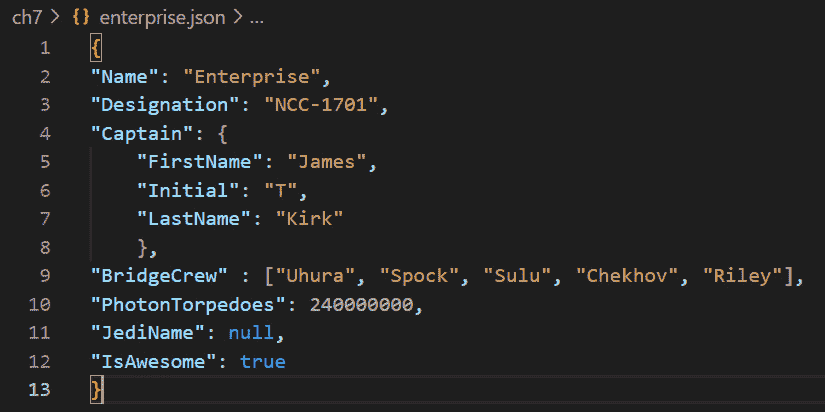 ch7 > {} enterprise.json > ...
1 {
2 "Name": "Enterprise",
3 "Designation": "NCC-1701",
4 "Captain": {
5     "FirstName": "James",
6     "Initial": "T",
7     "LastName": "Kirk"
8     },
9 "BridgeCrew" : ["Uhura", "Spock", "Sulu", "Chekhov", "Riley"],
10 "PhotonTorpedoes": 240000000,
11 "JediName": null,
12 "IsAwesome": true
13 }